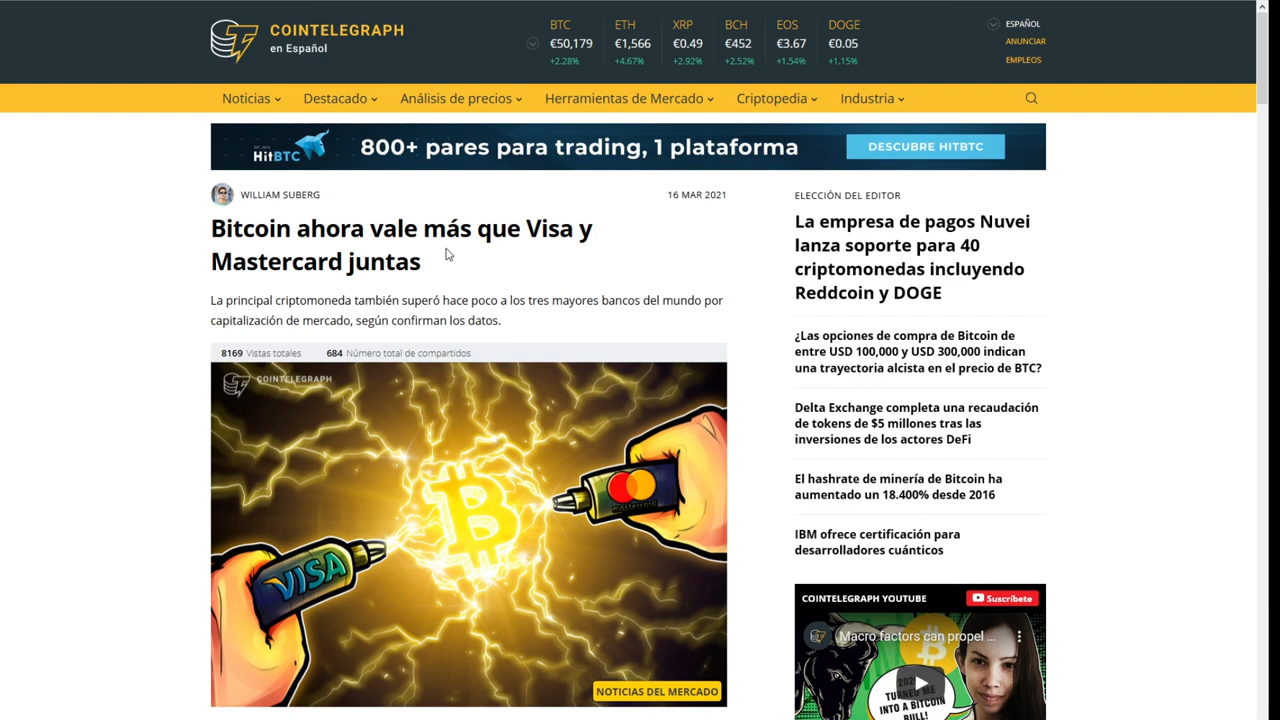 COINTELEGRAPH
en Español
BTC ETH XRP BCH EOS DOGE
€50,179 €1,566 €0.49 €452 €3.67 €0.05
+2.28% +4.67% +2.92% +2.52% +1.54% +1.15%
ESPAÑOL
ANUNCIAR
EMPLEOS
Noticias Destacado Análisis de precios Herramientas de Mercado Criptopedia Industria
HitBTC 800+ pares para trading, 1 plataforma DESCUBRE HITBTC
WILLIAM SUBERG 16 MAR 2021
Bitcoin ahora vale más que Visa y
Mastercard juntas
La principal criptomoneda también superó hace poco a los tres mayores bancos del mundo por
capitalización de mercado, según confirman los datos.
8169 Vistas totales 684 Número total de compartidos
COINTELEGRAPH
VISA
NOTICIAS DEL MERCADO
ELECCIÓN DEL EDITOR
La empresa de pagos Nuvei
lanza soporte para 40
criptomonedas incluyendo
Reddcoin y DOGE
¿Las opciones de compra de Bitcoin de
entre USD 100,000 y USD 300,000 indican
una trayectoria alcista en el precio de BTC?
Delta Exchange completa una recaudación
de tokens de $5 millones tras las
inversiones de los actores DeFi
El hashrate de minería de Bitcoin ha
aumentado un 18.400% desde 2016
IBM ofrece certificación para
desarrolladores cuánticos
COINTELEGRAPH YOUTUBE Suscríbete
Macro factors can propel ...
TURNED ME
INTO A BITCOIN
BULL!